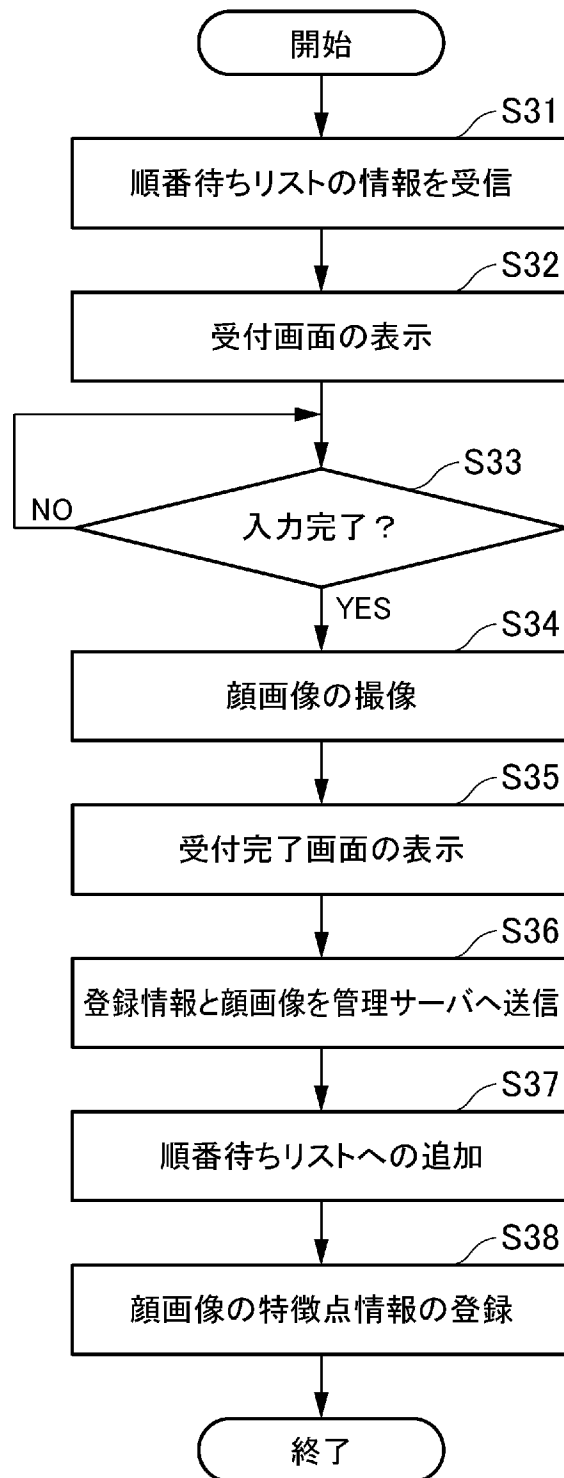 開始
S31
順番待ちリストの情報を受信
S32
受付画面の表示
S33
入力完了？
NO
YES
S34
顔画像の撮像
S35
受付完了画面の表示
S36
登録情報と顔画像を管理サーバへ送信
S37
順番待ちリストへの追加
S38
顔画像の特徴点情報の登録
終了